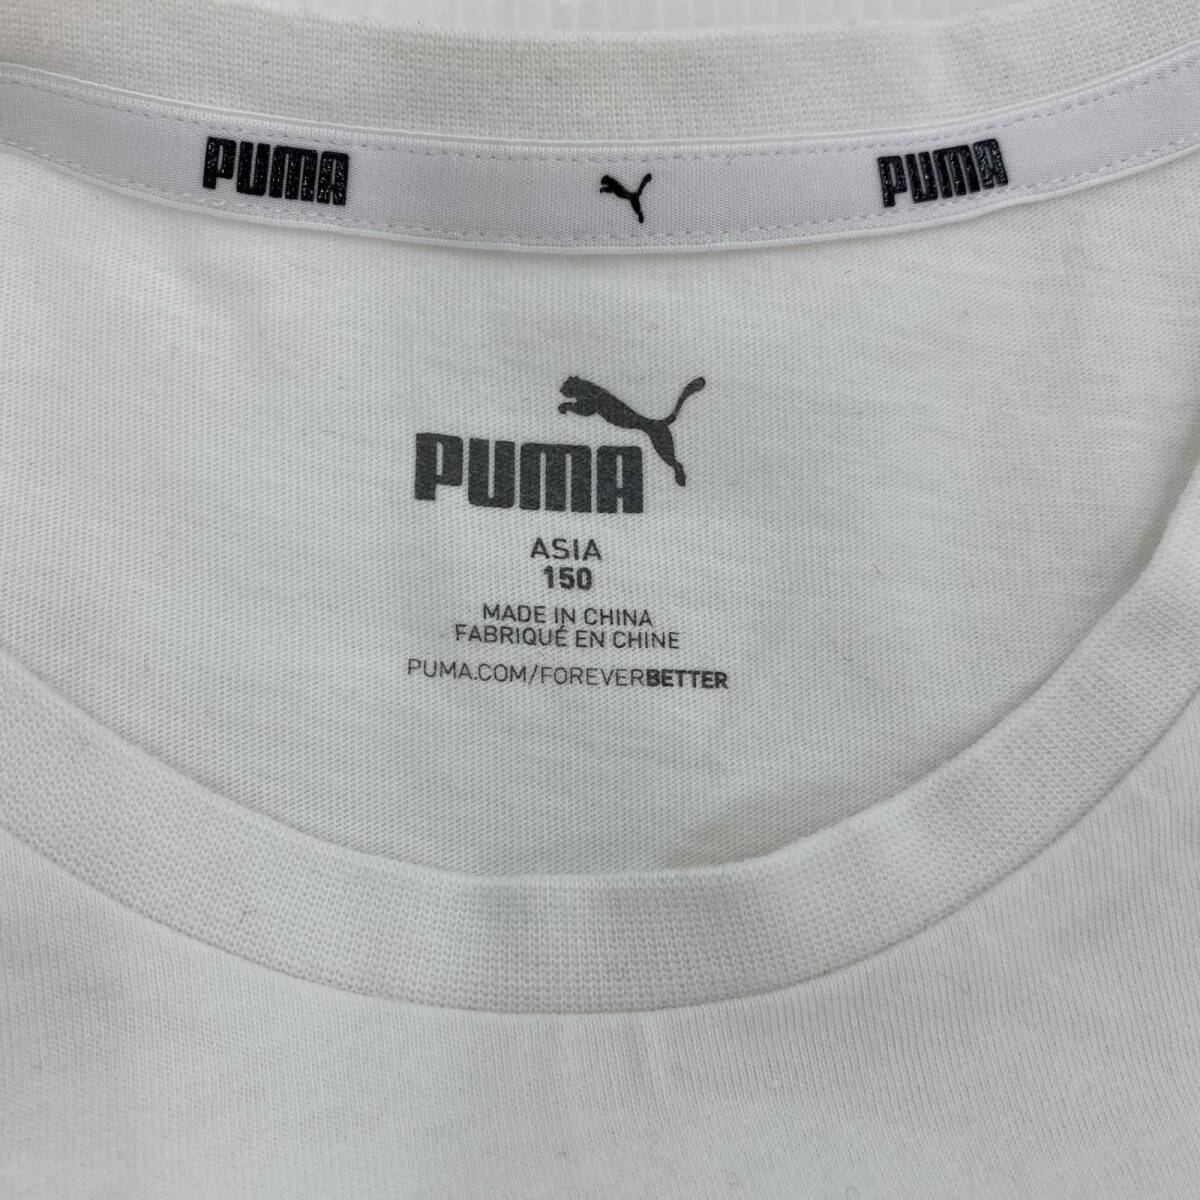 PUMA PUMA
PUMA
ASIA
150
MADE IN CHINA
FABRIQUÉ EN CHINE
PUMA.COM/FOREVERBETTER